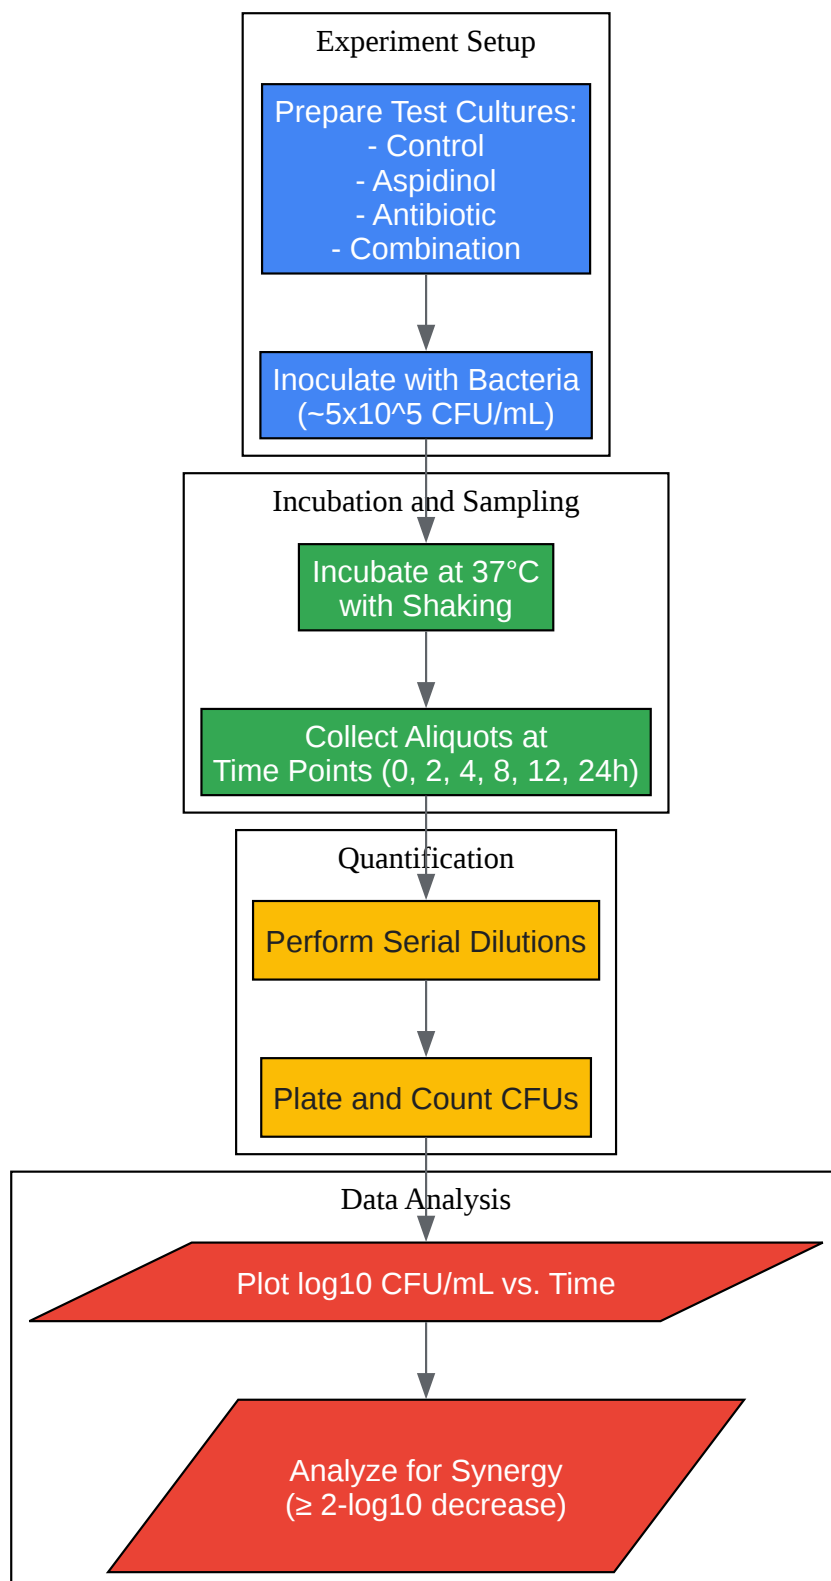 Experiment Setup
Prepare Test Cultures:
- Control
- Aspidinol
- Antibiotic
- Combination
Inoculate with Bacteria
(~5x10^5 CFU/mL)
Incubation and Sampling
Incubate at 37°C
with Shaking
Collect Aliquots at
Time Points (0, 2, 4, 8, 12, 24h)
Quantification
Perform Serial Dilutions
Plate and Count CFUs
Data Analysis
Plot log10 CFU/mL vs. Time
Analyze for Synergy
(≥ 2-log10 decrease)